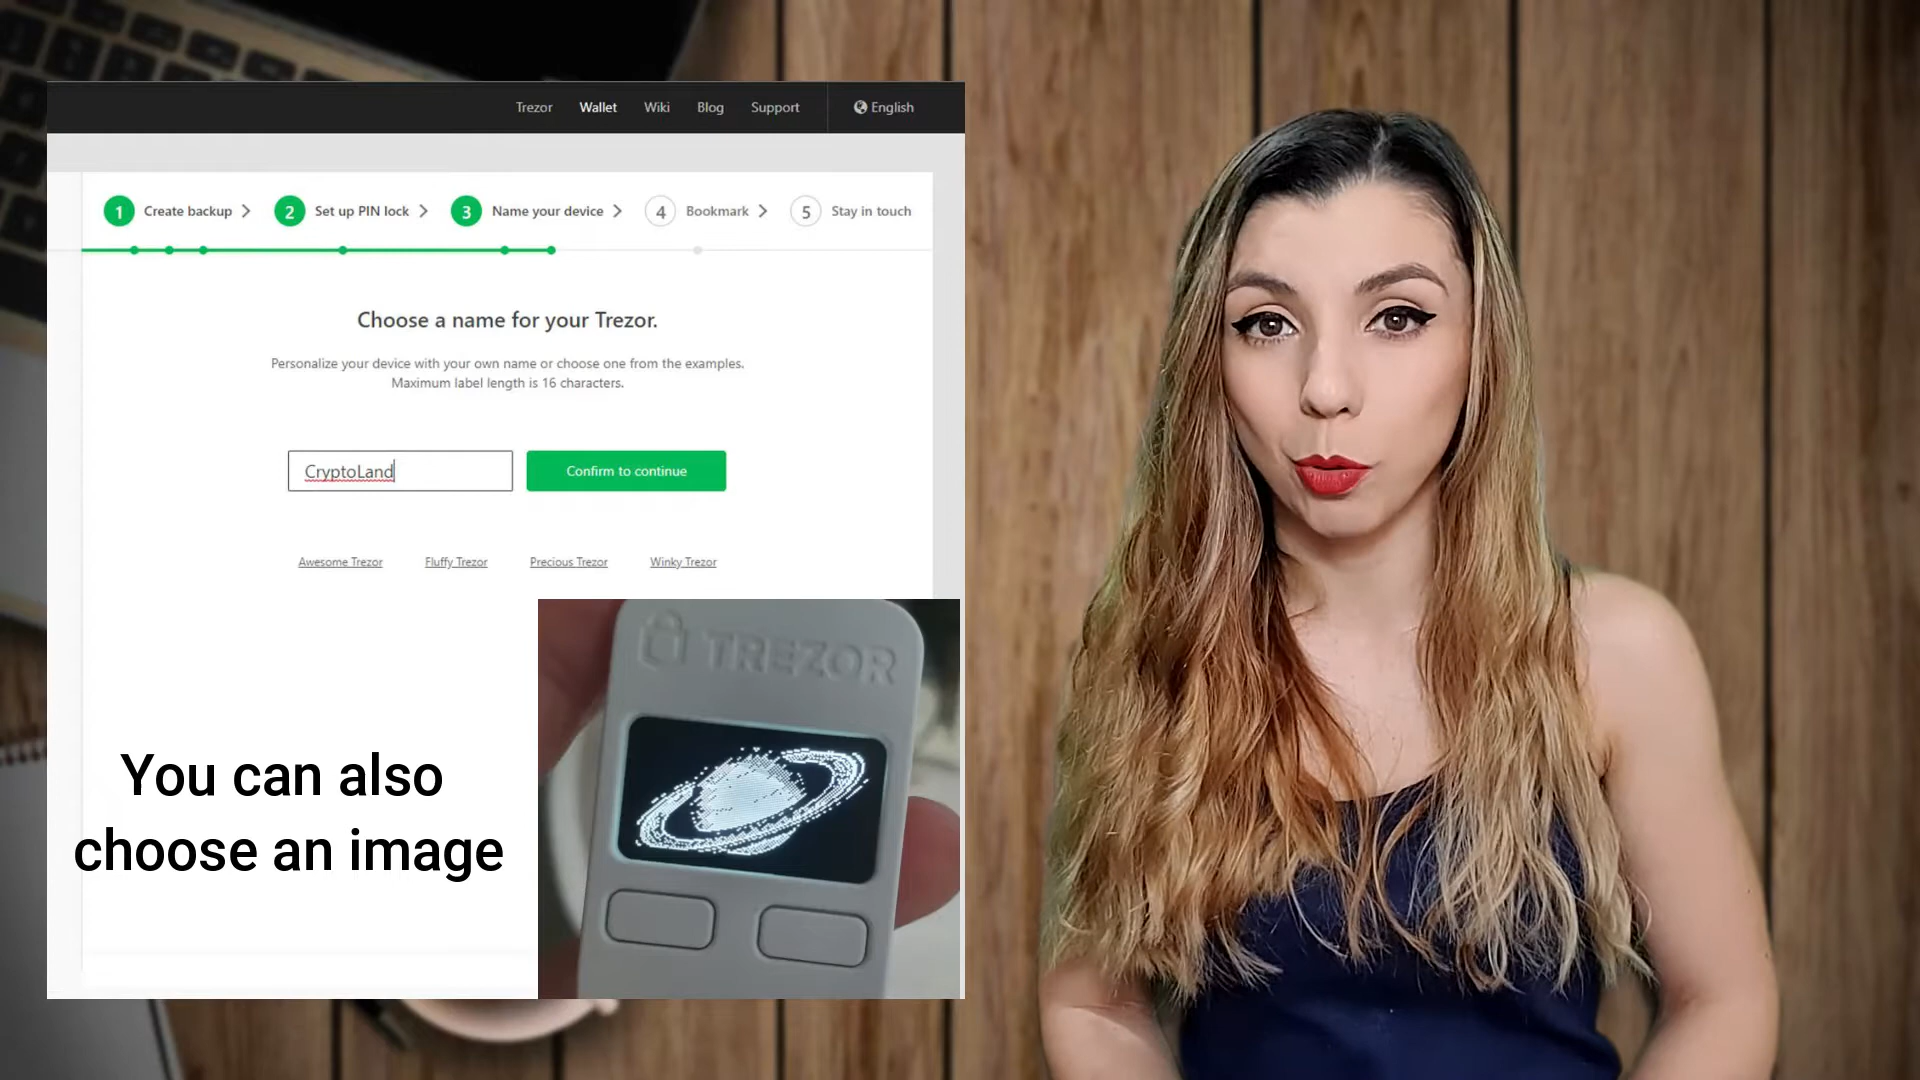 Trezor Wallet Wiki Blog Support English
1 Create backup 2 Set up PIN lock 3 Name your device 4 Bookmark 5 Stay in touch
Choose a name for your Trezor.
Personalize your device with your own name or choose one from the examples.
Maximum label length is 16 characters.
CryptoLand Confirm to continue
Awesome Trezor Fluffy Trezor Precious Trezor Winky Trezor
TREZOR
You can also
choose an image